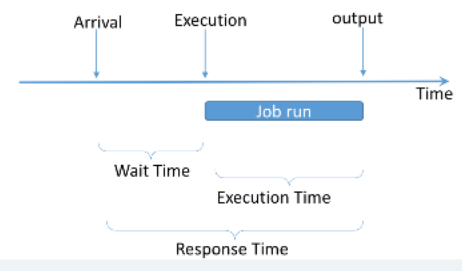 Arrival
Execution
output
Time
Job run
Wait Time
Execution Time
Response Time